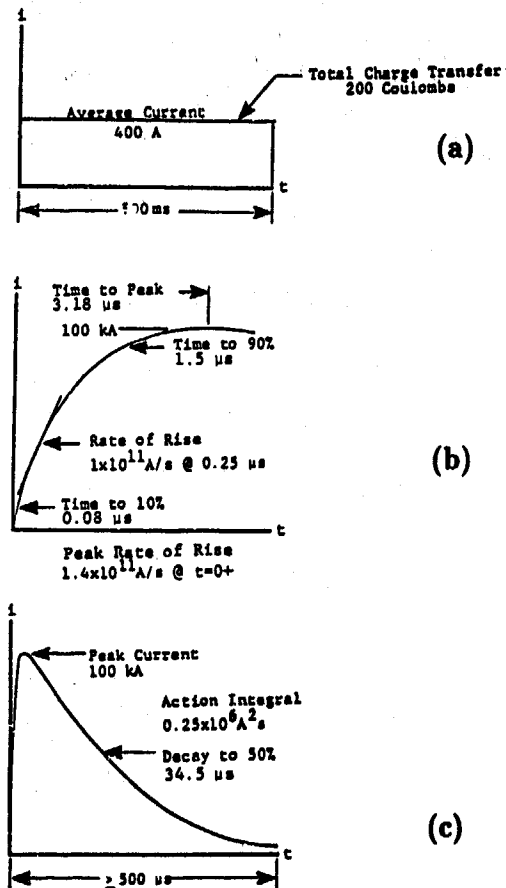 i
Total Charge Transfer
200 Coulombs
Average Current
400 A
(a)
t
ms
i
Time to Peak
3.18 µs
100 kA
Time to 90%
1.5 µs
Rate of Rise
1x10¹¹A/s @ 0.25 µs
(b)
Time to 10%
0.08 µs
t
Peak Rate of Rise
1.4x10¹¹A/s @ t=0+
i
Peak Current
100 kA
Action Integral
0.25x10⁶A²s
Decay to 50%
34.5 µs
(c)
t
≥500 µs